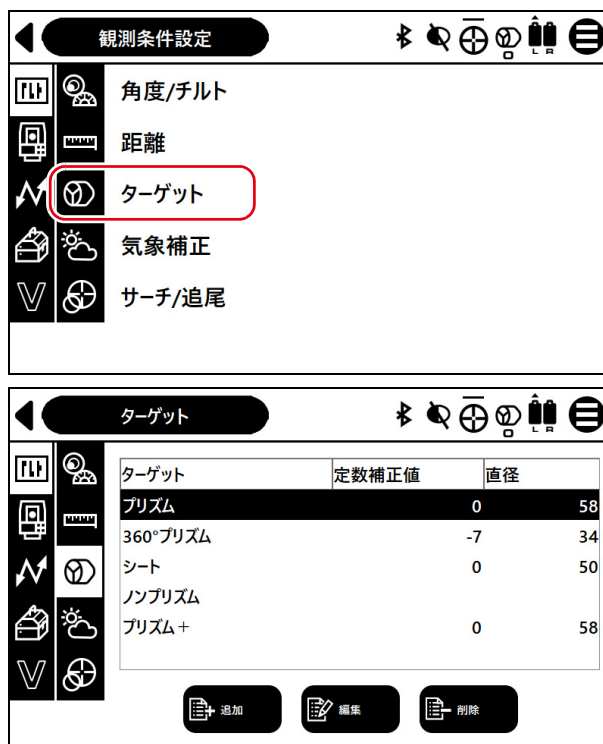 観測条件設定
L R
角度/チルト
距離
ターゲット
気象補正
サーチ/追尾
ターゲット
L R
ターゲット 定数補正値 直径
プリズム 0 58
360°プリズム -7 34
シート 0 50
ノンプリズム
プリズム＋ 0 58
追加 編集 削除